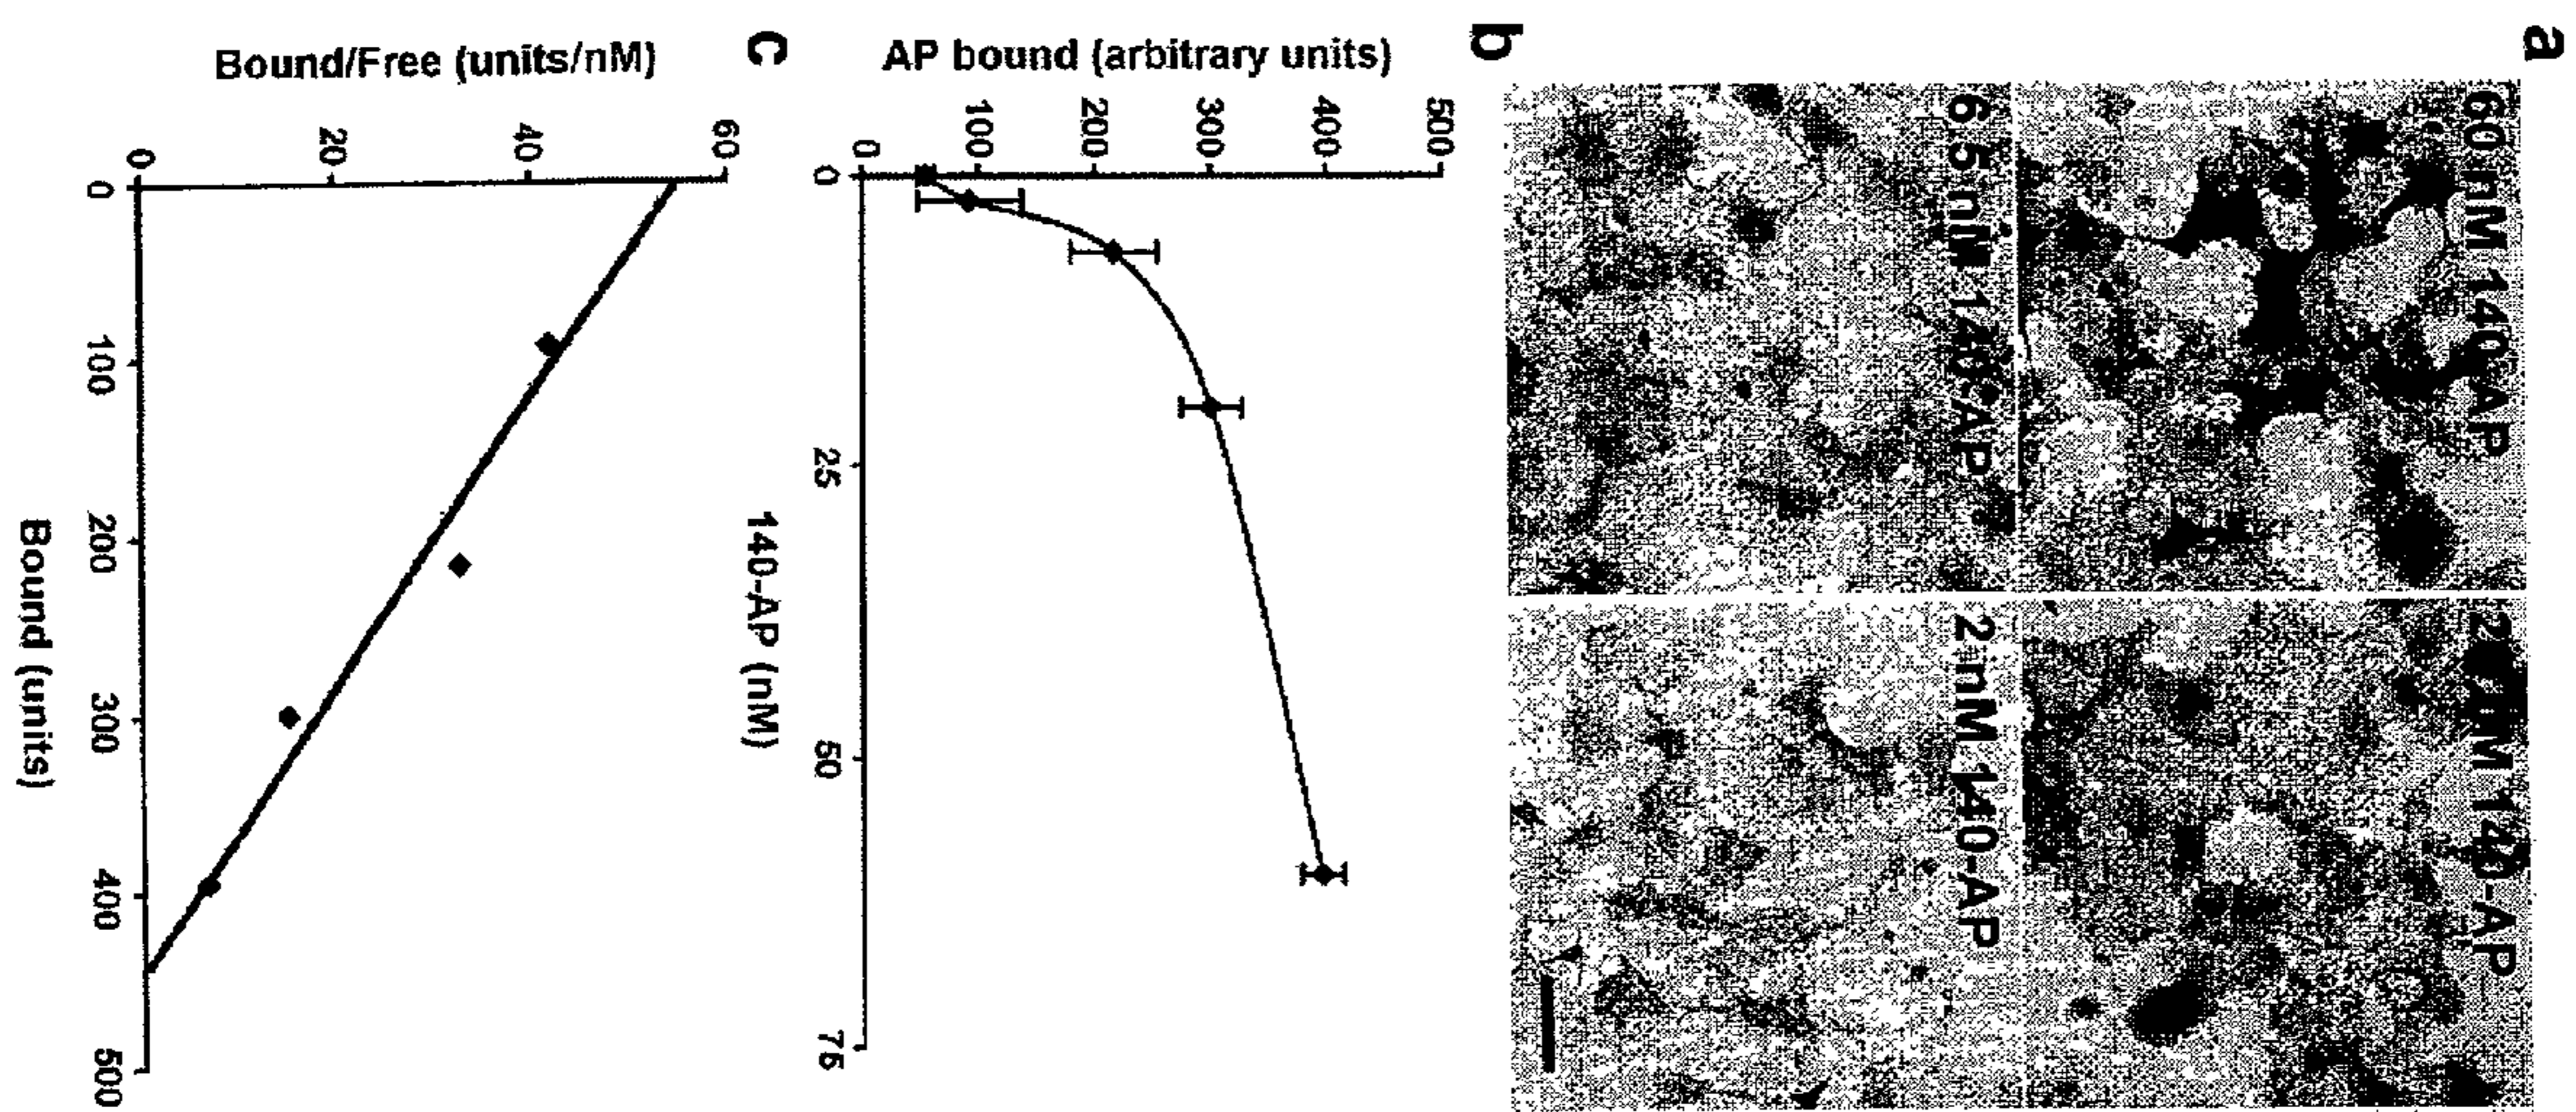 a
60 nM 140-AP
20 nM 140-AP
6.5 nM 140-AP
2 nM 140-AP
b
AP bound (arbitrary units)
500
400
300
200
100
0
0 25 50 75
140-AP (nM)
c
Bound/Free (units/nM)
60
40
20
0
0 100 200 300 400 500
Bound (units)